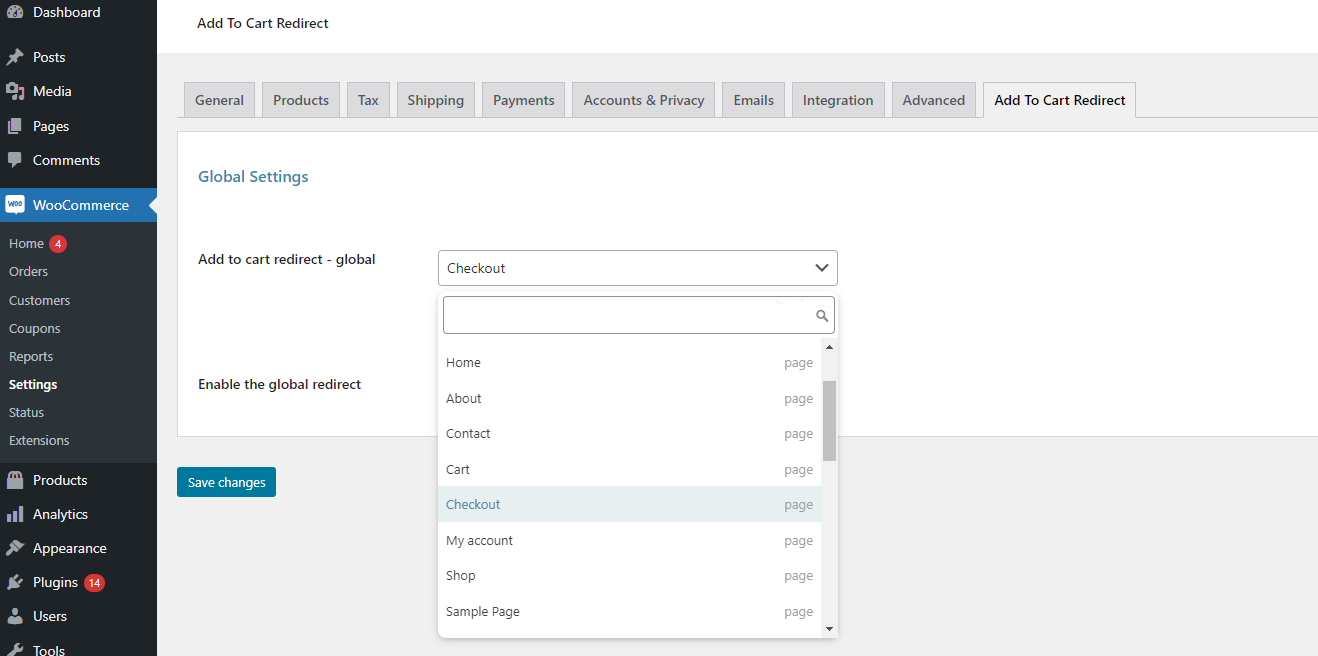 Dashboard
Posts
Media
Pages
Comments
woo WooCommerce
Home 4
Orders
Customers
Coupons
Reports
Settings
Status
Extensions
Products
Analytics
Appearance
Plugins 14
Users
Tools
Add To Cart Redirect
General Products Tax Shipping Payments Accounts & Privacy Emails Integration Advanced Add To Cart Redirect
Global Settings
Add to cart redirect - global
Checkout
Home page
About page
Contact page
Cart page
Checkout page
My account page
Shop page
Sample Page page
Enable the global redirect
Save changes